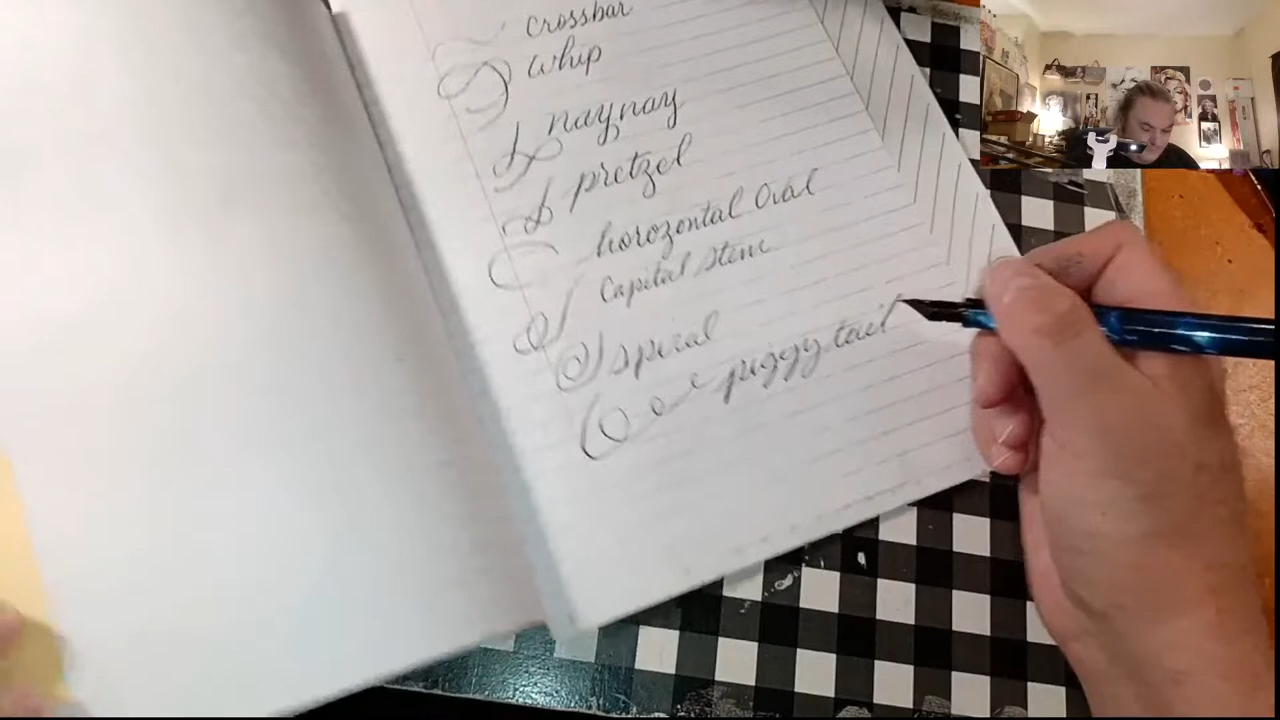 crossbar
whip
naynay
pretzel
horozontal Oval
Capital Stem
spiral
piggy tail